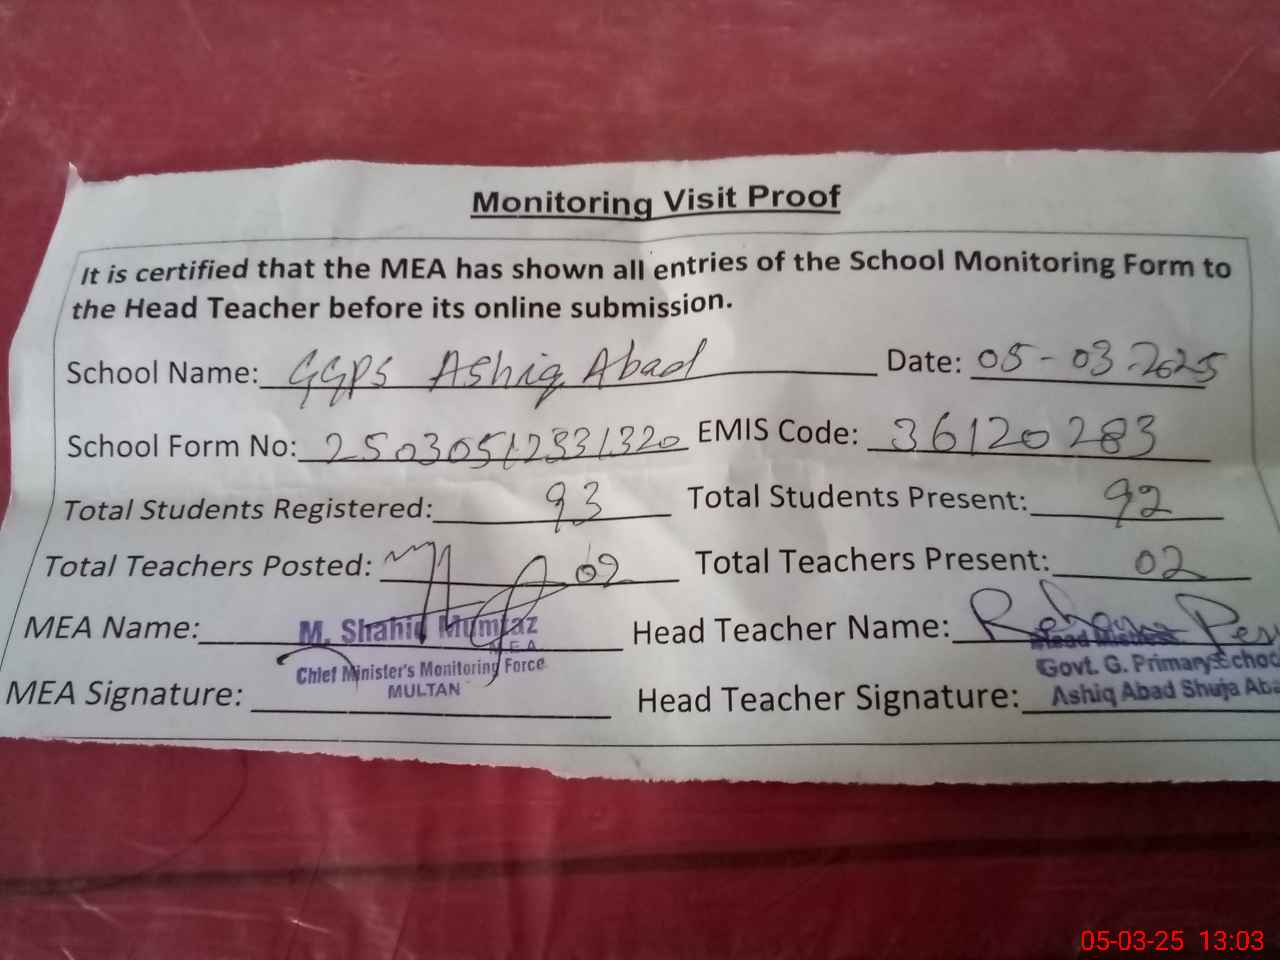 Monitoring Visit Proof
It is certified that the MEA has shown all entries of the School Monitoring Form to
the Head Teacher before its online submission.
School Name: GGPS Ashiq Abad Date: 05-03-2025
School Form No: 25030512331320 EMIS Code: 36120283
Total Students Registered: 93 Total Students Present: 92
Total Teachers Posted: 02 Total Teachers Present: 02
MEA Name: M. Shahid Mumtaz Head Teacher Name:
M.E.A Head Mistress
Chief Minister's Monitoring Force Govt. G. Primary School
MULTAN Ashiq Abad Shuja Aba
MEA Signature: Head Teacher Signature:
05-03-25 13:03